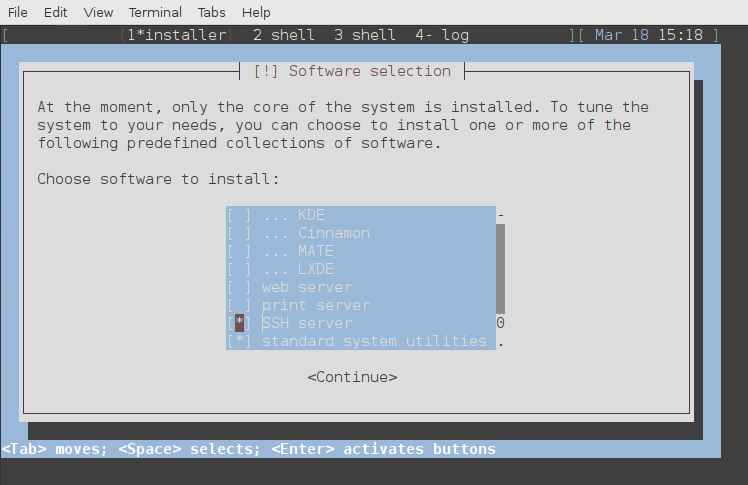 File Edit View Terminal Tabs Help
[ (1*installer) 2 shell 3 shell 4- log ][ Mar 18 15:18 ]
[!] Software selection
At the moment, only the core of the system is installed. To tune the
system to your needs, you can choose to install one or more of the
following predefined collections of software.
Choose software to install:
[ ] ... KDE
[ ] ... Cinnamon
[ ] ... MATE
[ ] ... LXDE
[ ] web server
[ ] print server
[*] SSH server
[*] standard system utilities
<Continue>
<Tab> moves; <Space> selects; <Enter> activates buttons